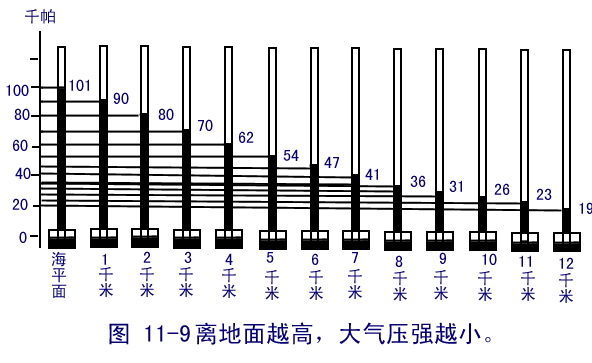 千帕
100
80
60
40
20
0
101
90
80
70
62
54
47
41
36
31
26
23
19
海平面
1千米
2千米
3千米
4千米
5千米
6千米
7千米
8千米
9千米
10千米
11千米
12千米
图 11-9离地面越高，大气压强越小。